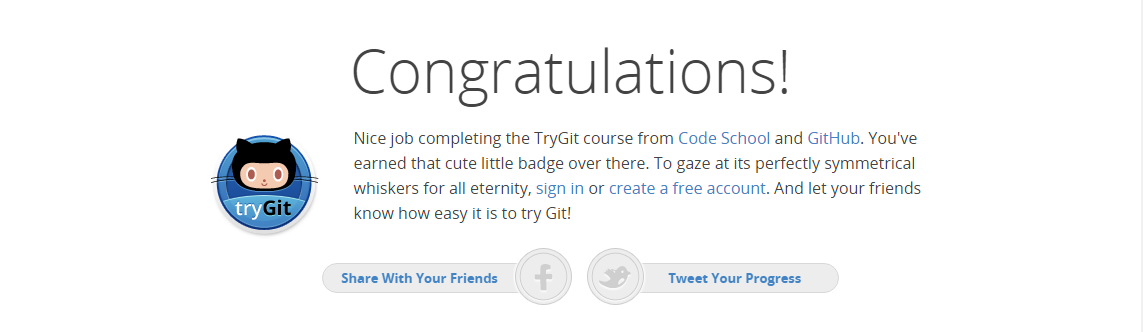 Congratulations!
Nice job completing the TryGit course from Code School and GitHub. You've
earned that cute little badge over there. To gaze at its perfectly symmetrical
whiskers for all eternity, sign in or create a free account. And let your friends
know how easy it is to try Git!
tryGit
Share With Your Friends
Tweet Your Progress